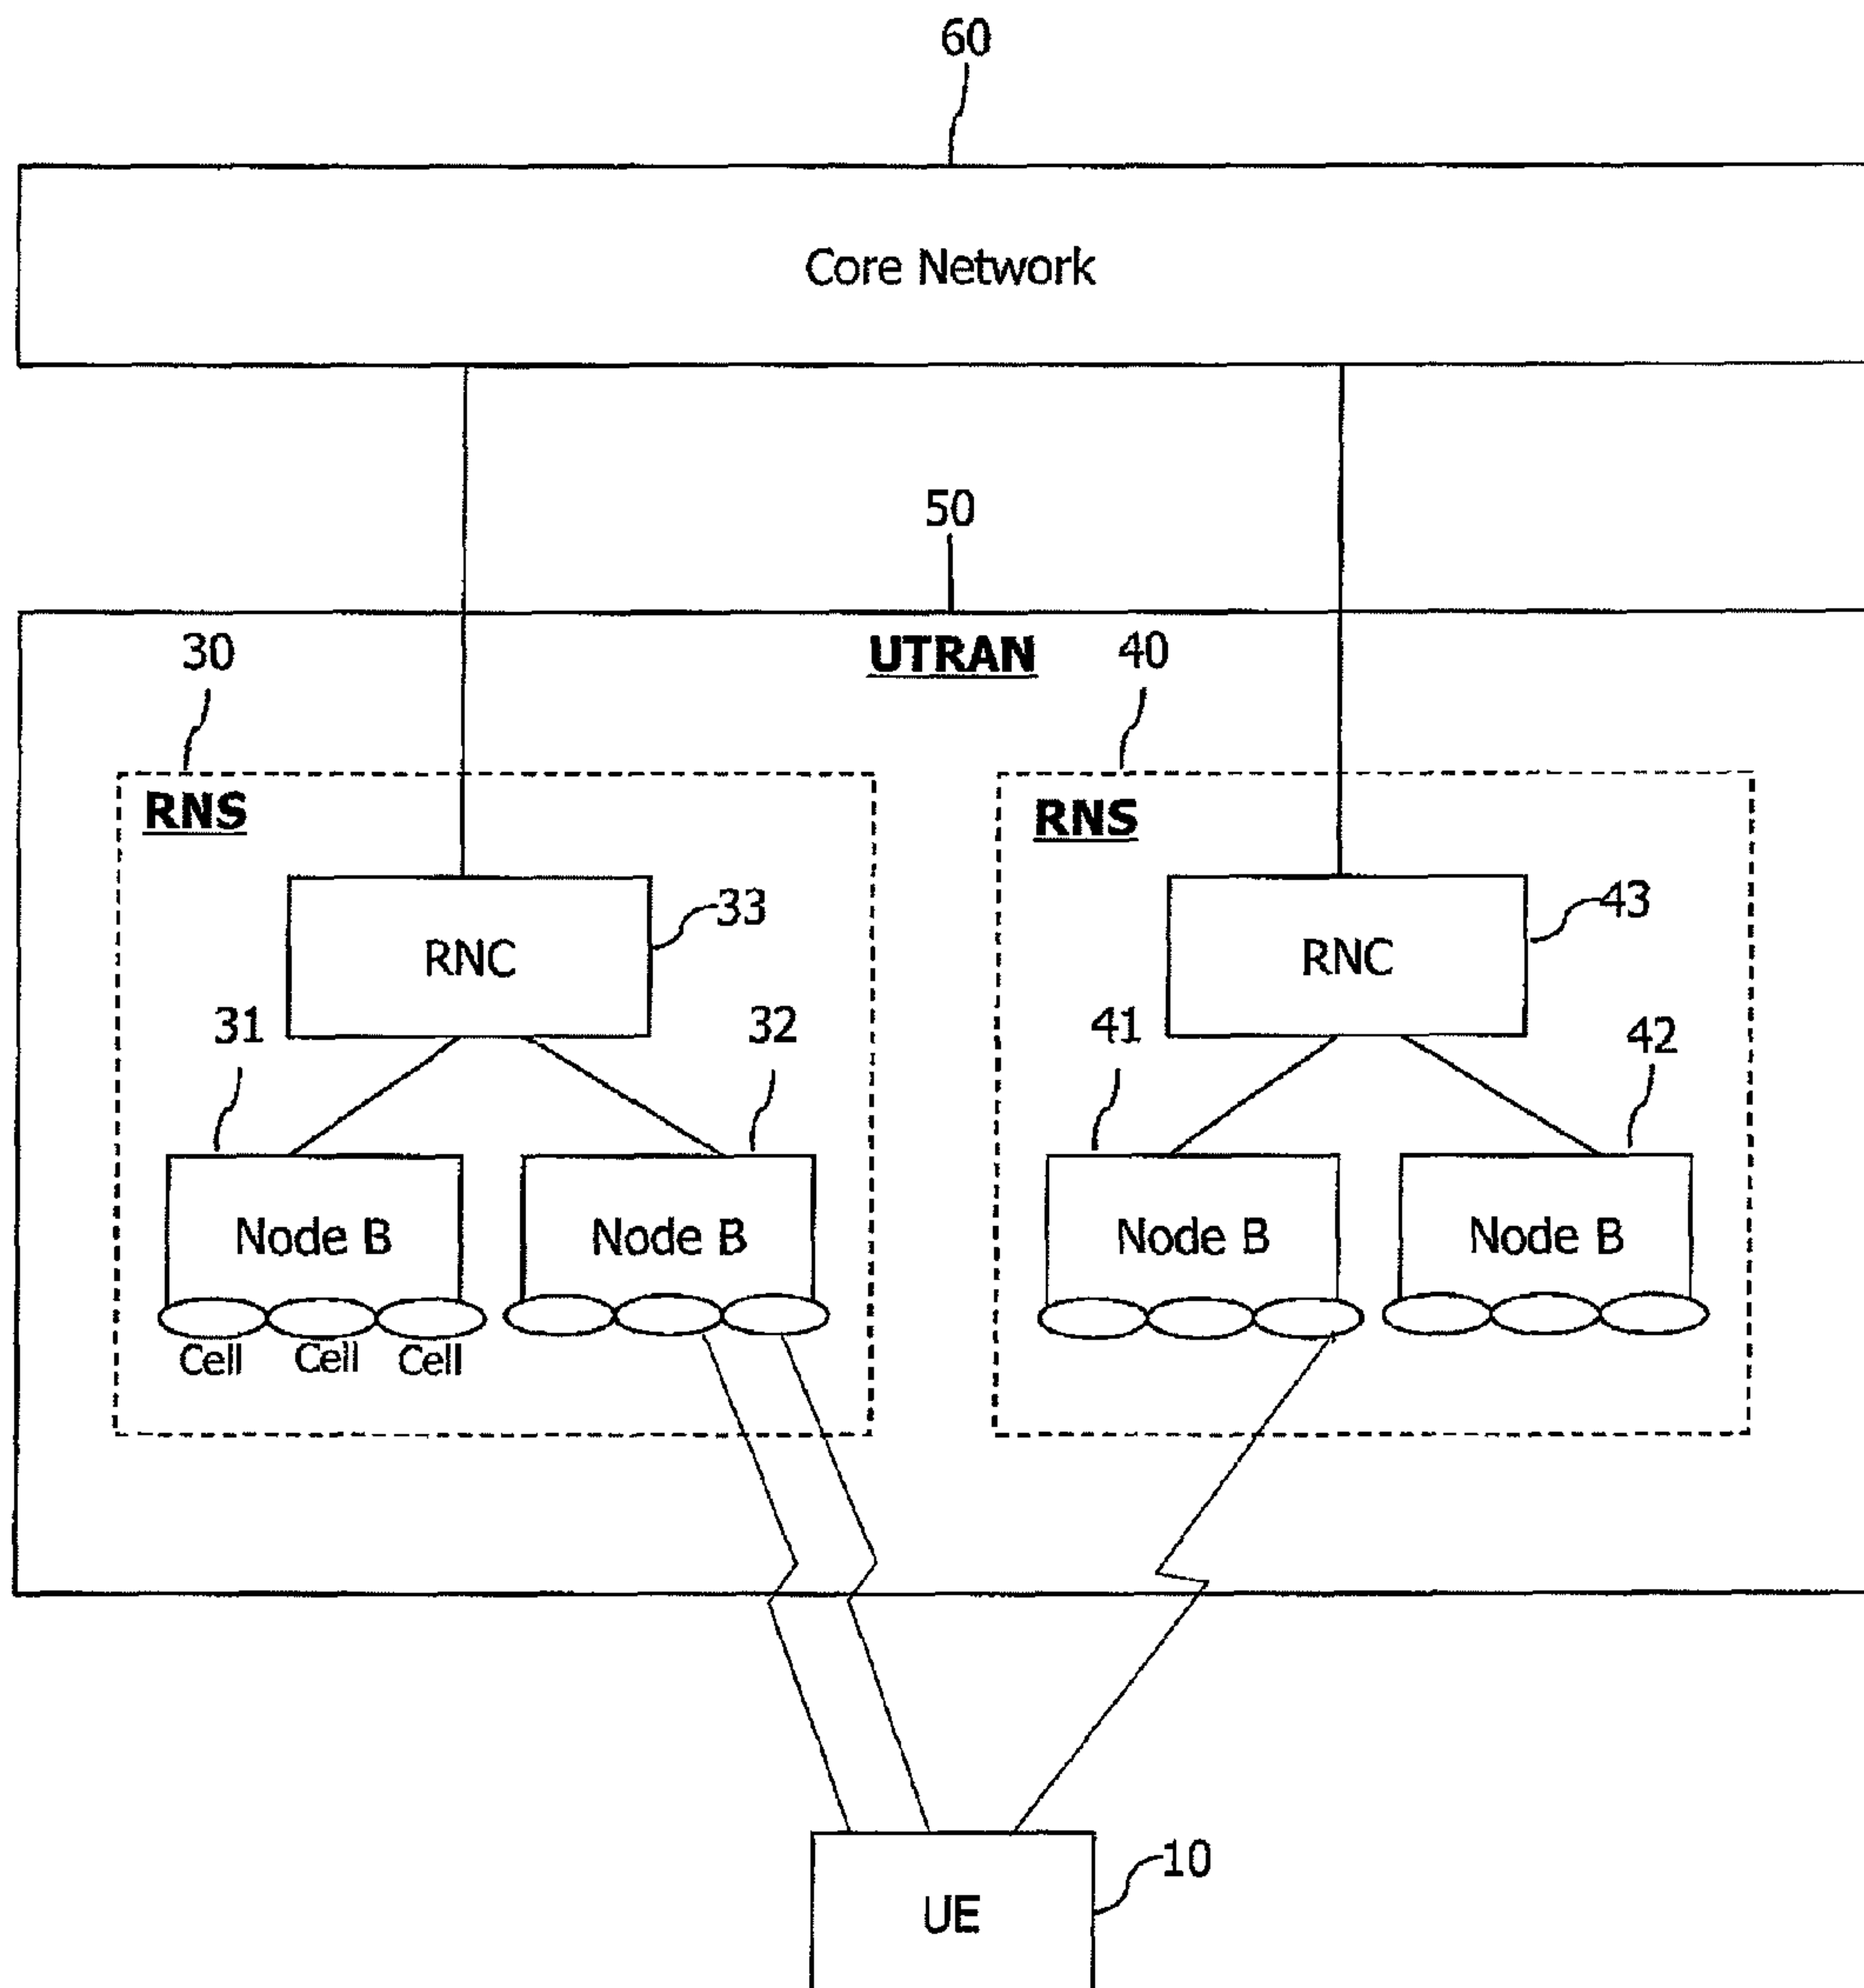 60
Core Network
50
UTRAN
30
40
RNS
RNS
33
43
RNC
RNC
31
32
41
42
Node B
Node B
Node B
Node B
Cell
Cell
Cell
10
UE